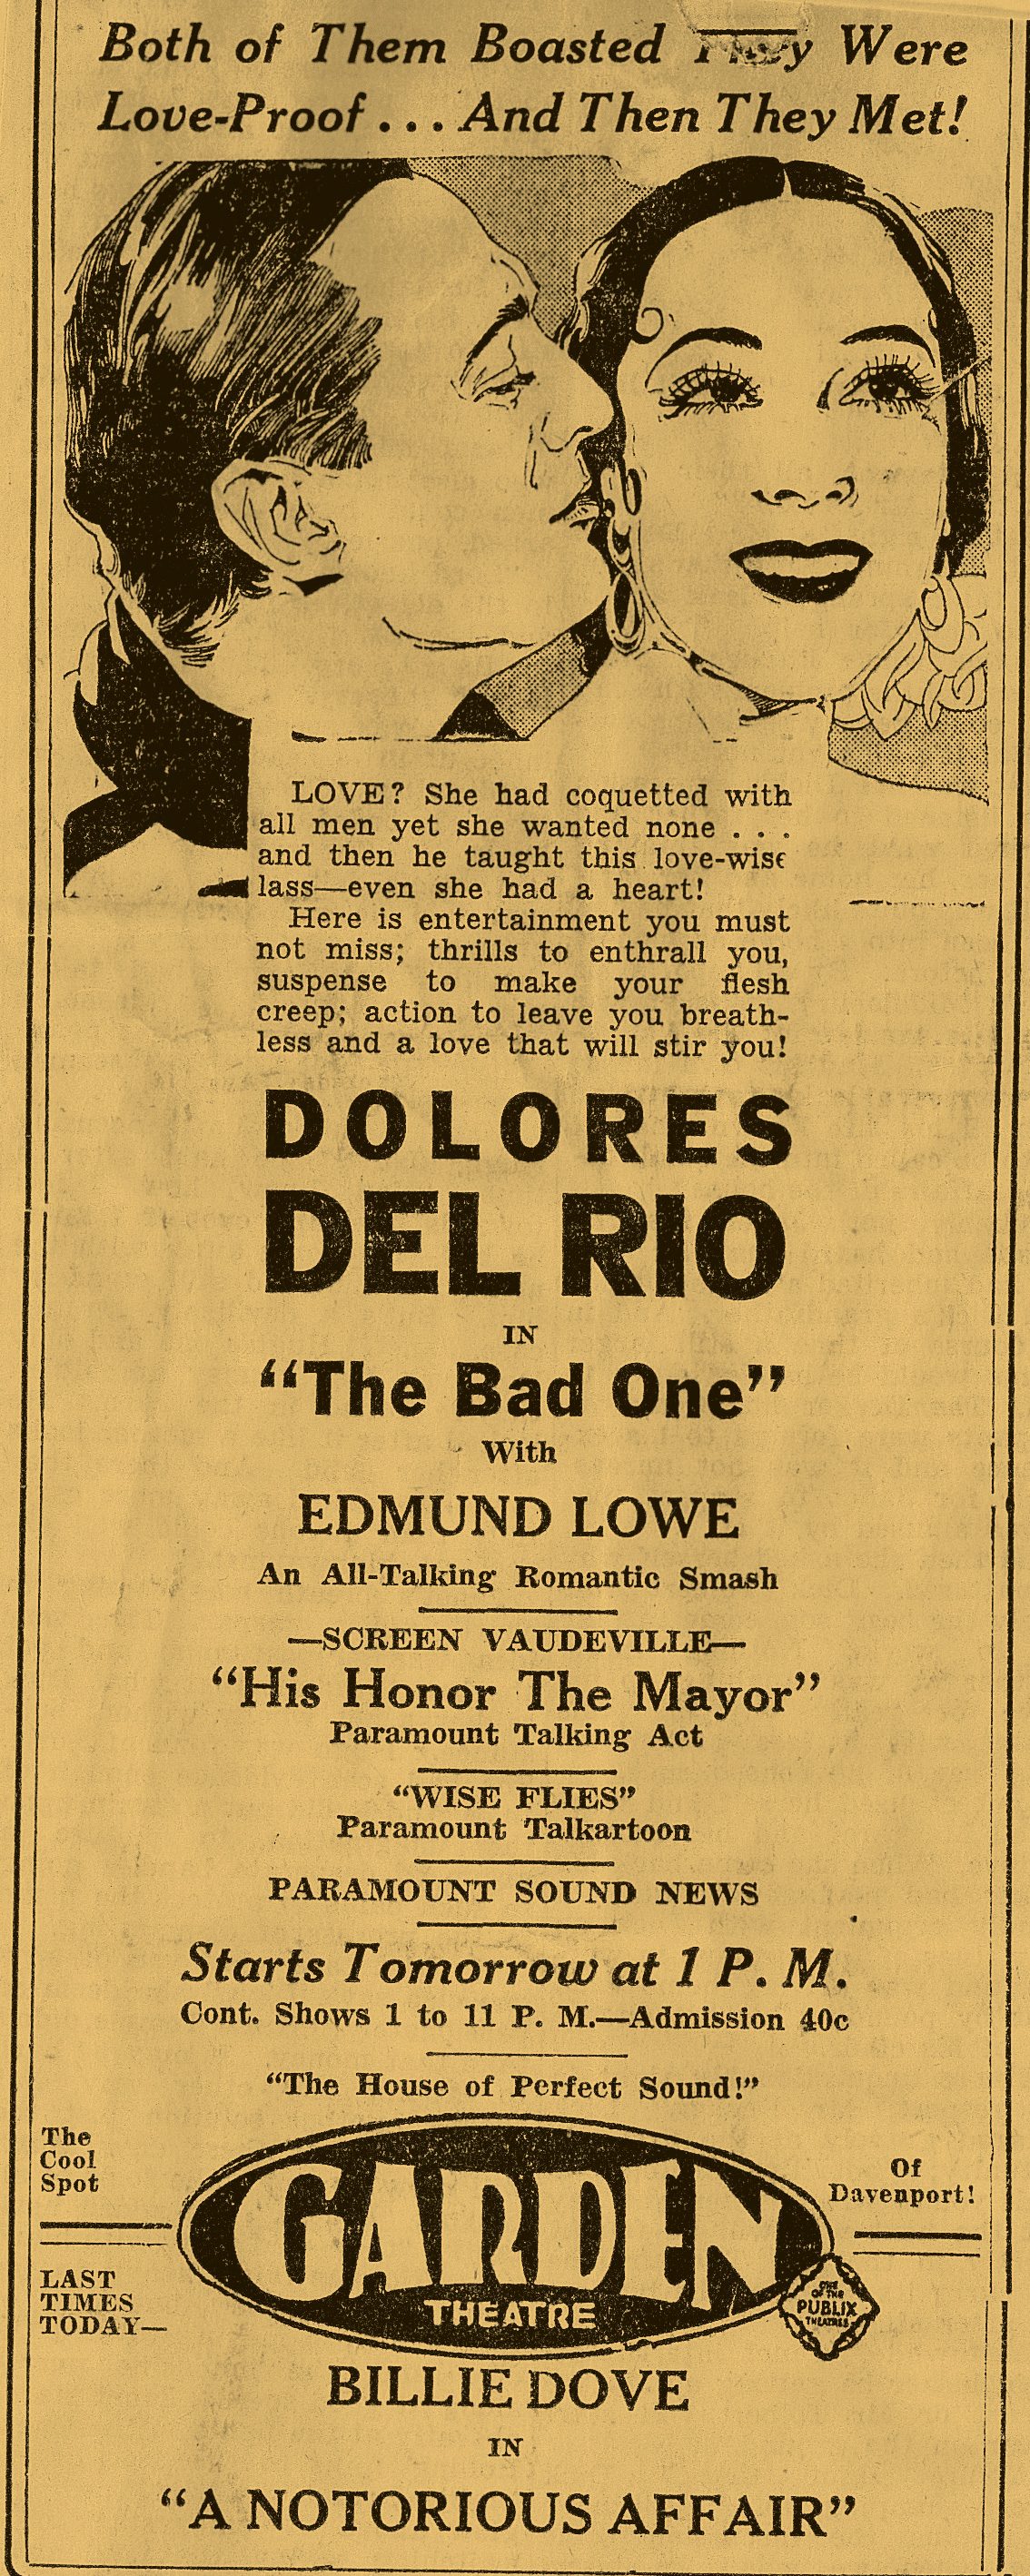 Both of Them Boasted They Were
Love-Proof . . . And Then They Met!
LOVE? She had coquetted with
all men yet she wanted none . . .
and then he taught this love-wise
lass—even she had a heart!
Here is entertainment you must
not miss; thrills to enthrall you,
suspense to make your flesh
creep; action to leave you breath-
less and a love that will stir you!
DOLORES
DEL RIO
IN
"The Bad One"
With
EDMUND LOWE
An All-Talking Romantic Smash
—SCREEN VAUDEVILLE—
"His Honor The Mayor"
Paramount Talking Act
"WISE FLIES"
Paramount Talkartoon
PARAMOUNT SOUND NEWS
Starts Tomorrow at 1 P. M.
Cont. Shows 1 to 11 P. M.—Admission 40c
"The House of Perfect Sound!"
The
Cool
Spot
Of
Davenport!
GARDEN
THEATRE
ONE
OF THE
PUBLIX
THEATRES
LAST
TIMES
TODAY—
BILLIE DOVE
IN
"A NOTORIOUS AFFAIR"